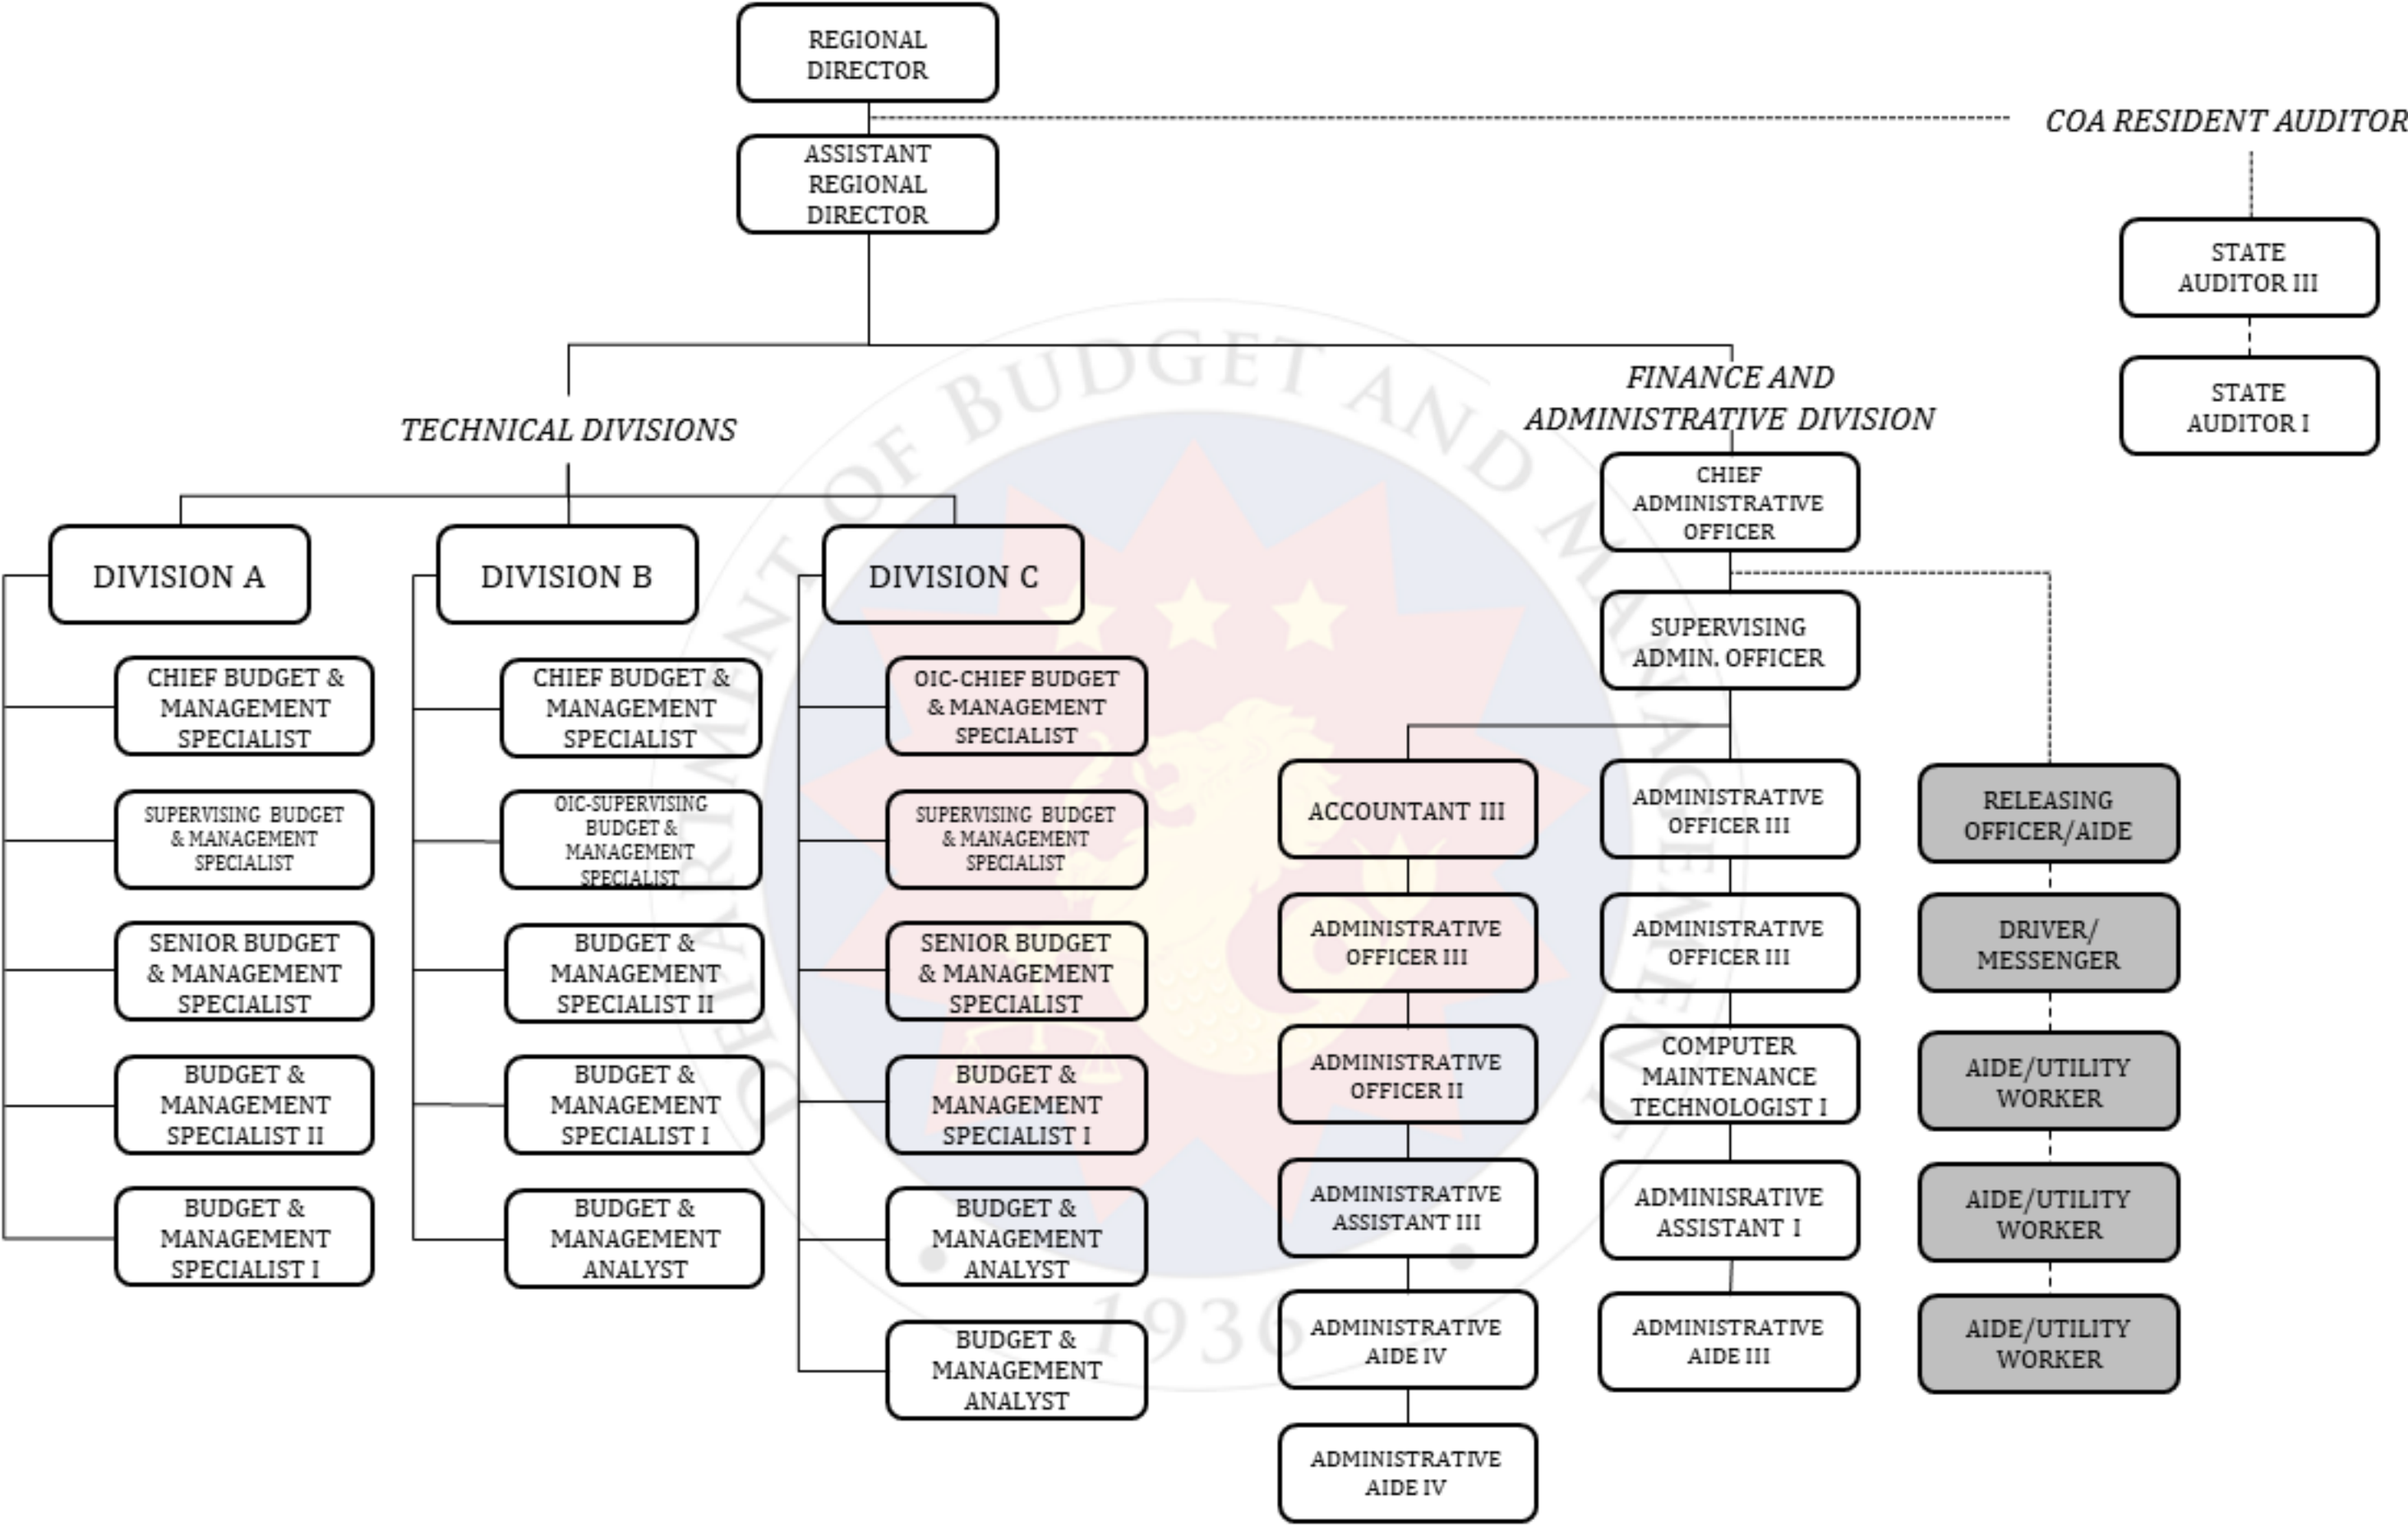 REGIONAL
DIRECTOR
COA RESIDENT AUDITOR
ASSISTANT
REGIONAL
DIRECTOR
STATE
AUDITOR III
STATE
AUDITOR I
TECHNICAL DIVISIONS
FINANCE AND
ADMINISTRATIVE DIVISION
DIVISION A
CHIEF BUDGET &
MANAGEMENT
SPECIALIST
SUPERVISING BUDGET
& MANAGEMENT
SPECIALIST
SENIOR BUDGET
& MANAGEMENT
SPECIALIST
BUDGET &
MANAGEMENT
SPECIALIST II
BUDGET &
MANAGEMENT
SPECIALIST I
DIVISION B
CHIEF BUDGET &
MANAGEMENT
SPECIALIST
OIC-SUPERVISING
BUDGET &
MANAGEMENT
SPECIALIST
BUDGET &
MANAGEMENT
SPECIALIST II
BUDGET &
MANAGEMENT
SPECIALIST I
BUDGET &
MANAGEMENT
ANALYST
DIVISION C
OIC-CHIEF BUDGET
& MANAGEMENT
SPECIALIST
SUPERVISING BUDGET
& MANAGEMENT
SPECIALIST
SENIOR BUDGET
& MANAGEMENT
SPECIALIST
BUDGET &
MANAGEMENT
SPECIALIST I
BUDGET &
MANAGEMENT
ANALYST
BUDGET &
MANAGEMENT
ANALYST
CHIEF
ADMINISTRATIVE
OFFICER
SUPERVISING
ADMIN. OFFICER
ACCOUNTANT III
ADMINISTRATIVE
OFFICER III
ADMINISTRATIVE
OFFICER II
ADMINISTRATIVE
ASSISTANT III
ADMINISTRATIVE
AIDE IV
ADMINISTRATIVE
AIDE IV
ADMINISTRATIVE
OFFICER III
ADMINISTRATIVE
OFFICER III
COMPUTER
MAINTENANCE
TECHNOLOGIST I
ADMINISRATIVE
ASSISTANT I
ADMINISTRATIVE
AIDE III
RELEASING
OFFICER/AIDE
DRIVER/
MESSENGER
AIDE/UTILITY
WORKER
AIDE/UTILITY
WORKER
AIDE/UTILITY
WORKER
DEPARTMENT OF BUDGET AND MANAGEMENT
1936